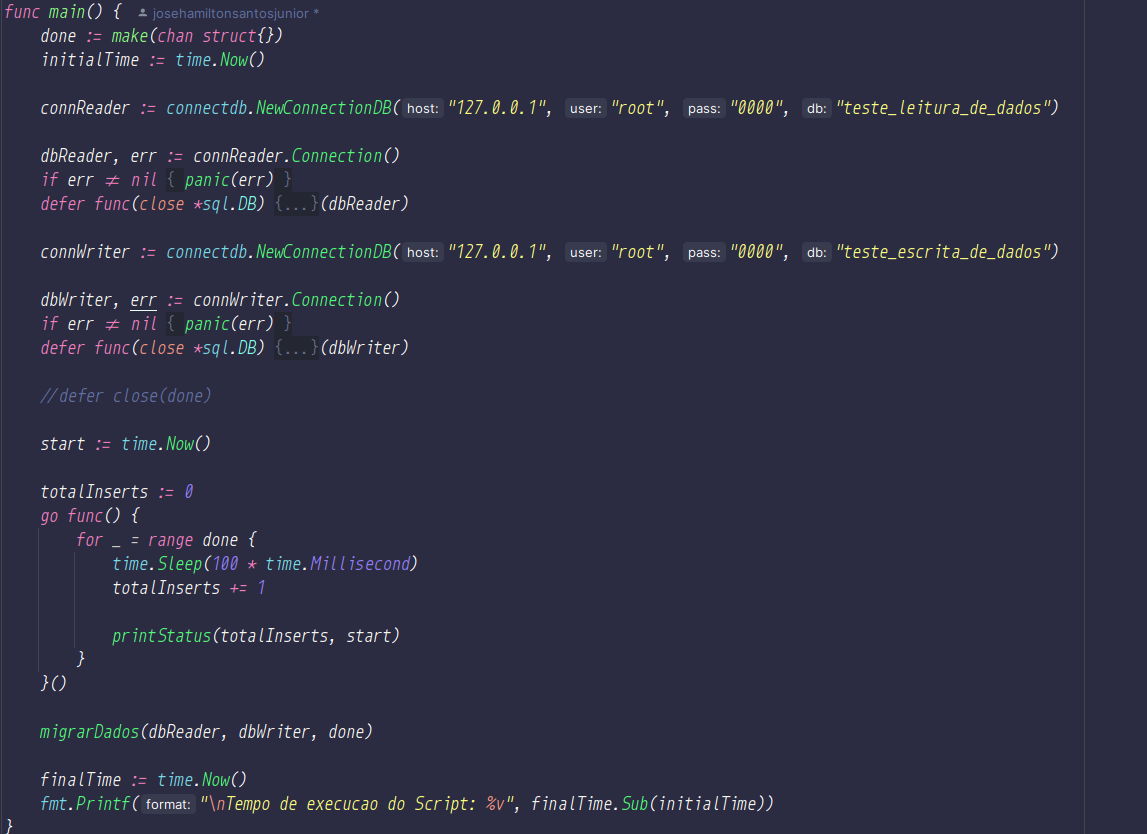 func main() { josehamiltonsantosjunior *
done := make(chan struct{})
initialTime := time.Now()
connReader := connectdb.NewConnectionDB( host: "127.0.0.1", user: "root", pass: "0000", db: "teste_leitura_de_dados")
dbReader, err := connReader.Connection()
if err ≠ nil { panic(err) }
defer func(close *sql.DB) {...}(dbReader)
connWriter := connectdb.NewConnectionDB( host: "127.0.0.1", user: "root", pass: "0000", db: "teste_escrita_de_dados")
dbWriter, err := connWriter.Connection()
if err ≠ nil { panic(err) }
defer func(close *sql.DB) {...}(dbWriter)
//defer close(done)
start := time.Now()
totalInserts := 0
go func() {
for _ = range done {
time.Sleep(100 * time.Millisecond)
totalInserts += 1
printStatus(totalInserts, start)
}
}()
migrarDados(dbReader, dbWriter, done)
finalTime := time.Now()
fmt.Printf( format: "\nTempo de execucao do Script: %v", finalTime.Sub(initialTime))
}